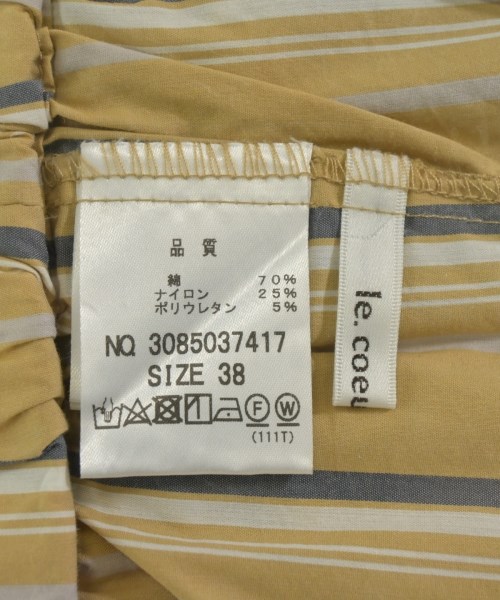 品質
綿 70%
ナイロン 25%
ポリウレタン 5%
NO. 3085037417
SIZE 38
F W
(111T)
le.coeu